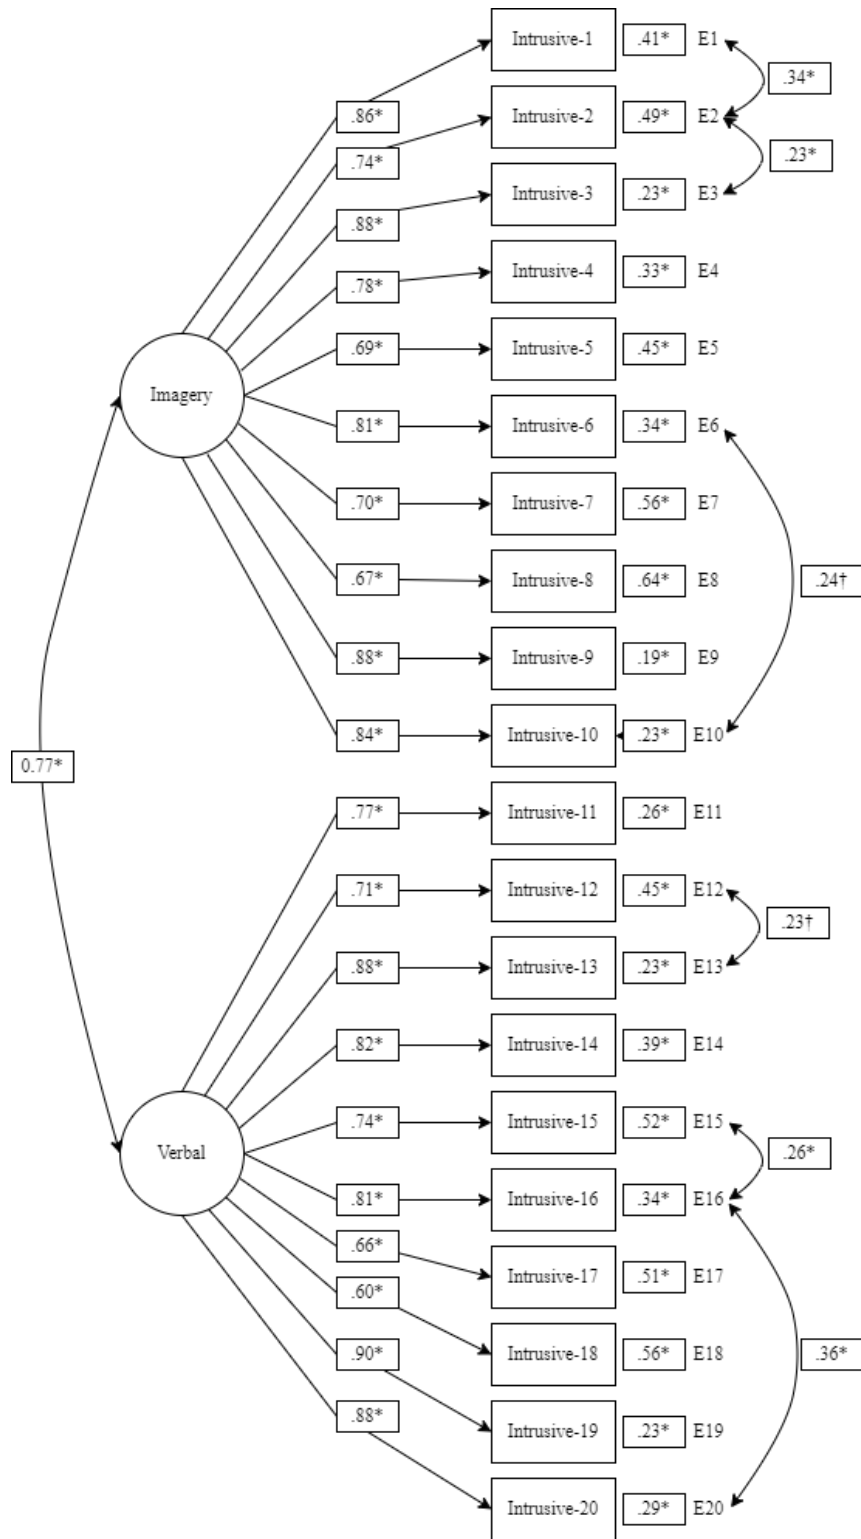 Intrusive-1 .41* E1
.34*
.86* Intrusive-2 .49* E2
.74* .23*
.88* Intrusive-3 .23* E3
.78* Intrusive-4 .33* E4
.69* Intrusive-5 .45* E5
Imagery
.81* Intrusive-6 .34* E6
.70* Intrusive-7 .56* E7
.67* Intrusive-8 .64* E8 .24†
.88* Intrusive-9 .19* E9
.84* Intrusive-10 .23* E10
0.77*
.77* Intrusive-11 .26* E11
.71* Intrusive-12 .45* E12
.23†
.88* Intrusive-13 .23* E13
.82* Intrusive-14 .39* E14
.74* Intrusive-15 .52* E15
Verbal .26*
.81* Intrusive-16 .34* E16
.66* Intrusive-17 .51* E17
.60*
.90* Intrusive-18 .56* E18 .36*
.88* Intrusive-19 .23* E19
Intrusive-20 .29* E20